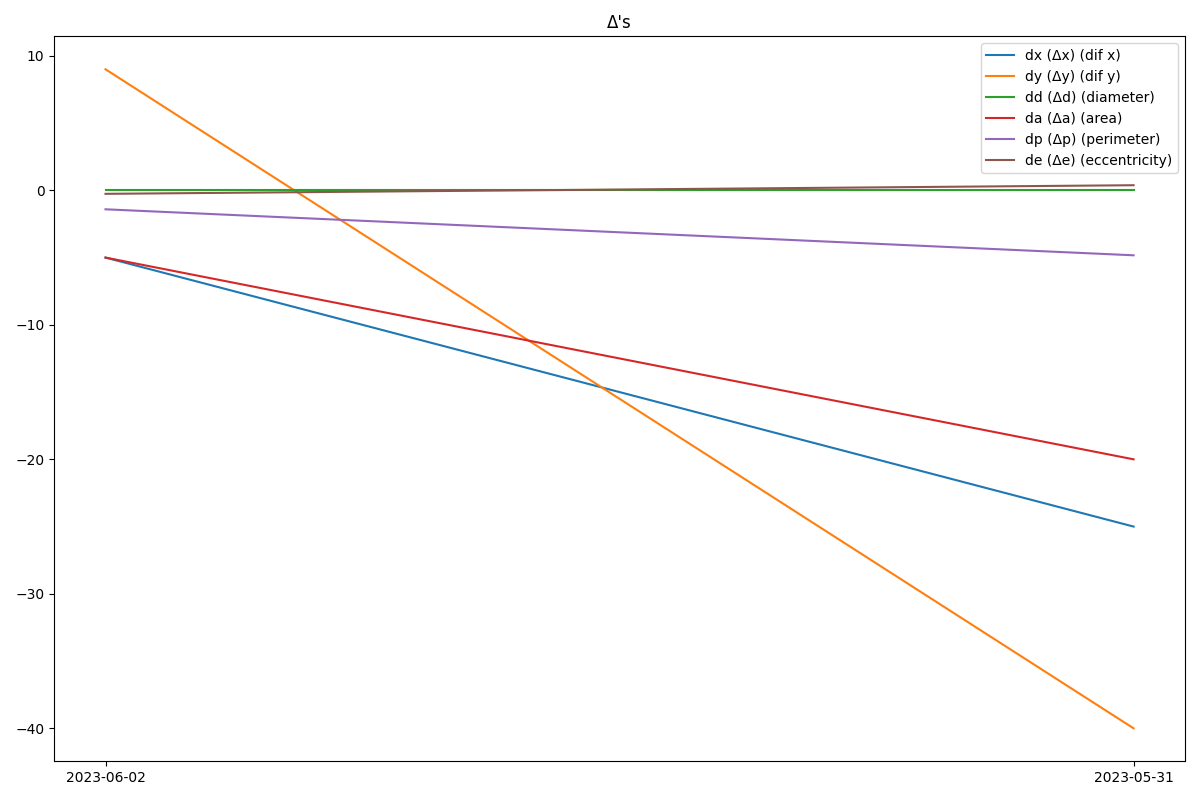 Δ's
10
0
−10
−20
−30
−40
2023-06-02
2023-05-31
dx (Δx) (dif x)
dy (Δy) (dif y)
dd (Δd) (diameter)
da (Δa) (area)
dp (Δp) (perimeter)
de (Δe) (eccentricity)